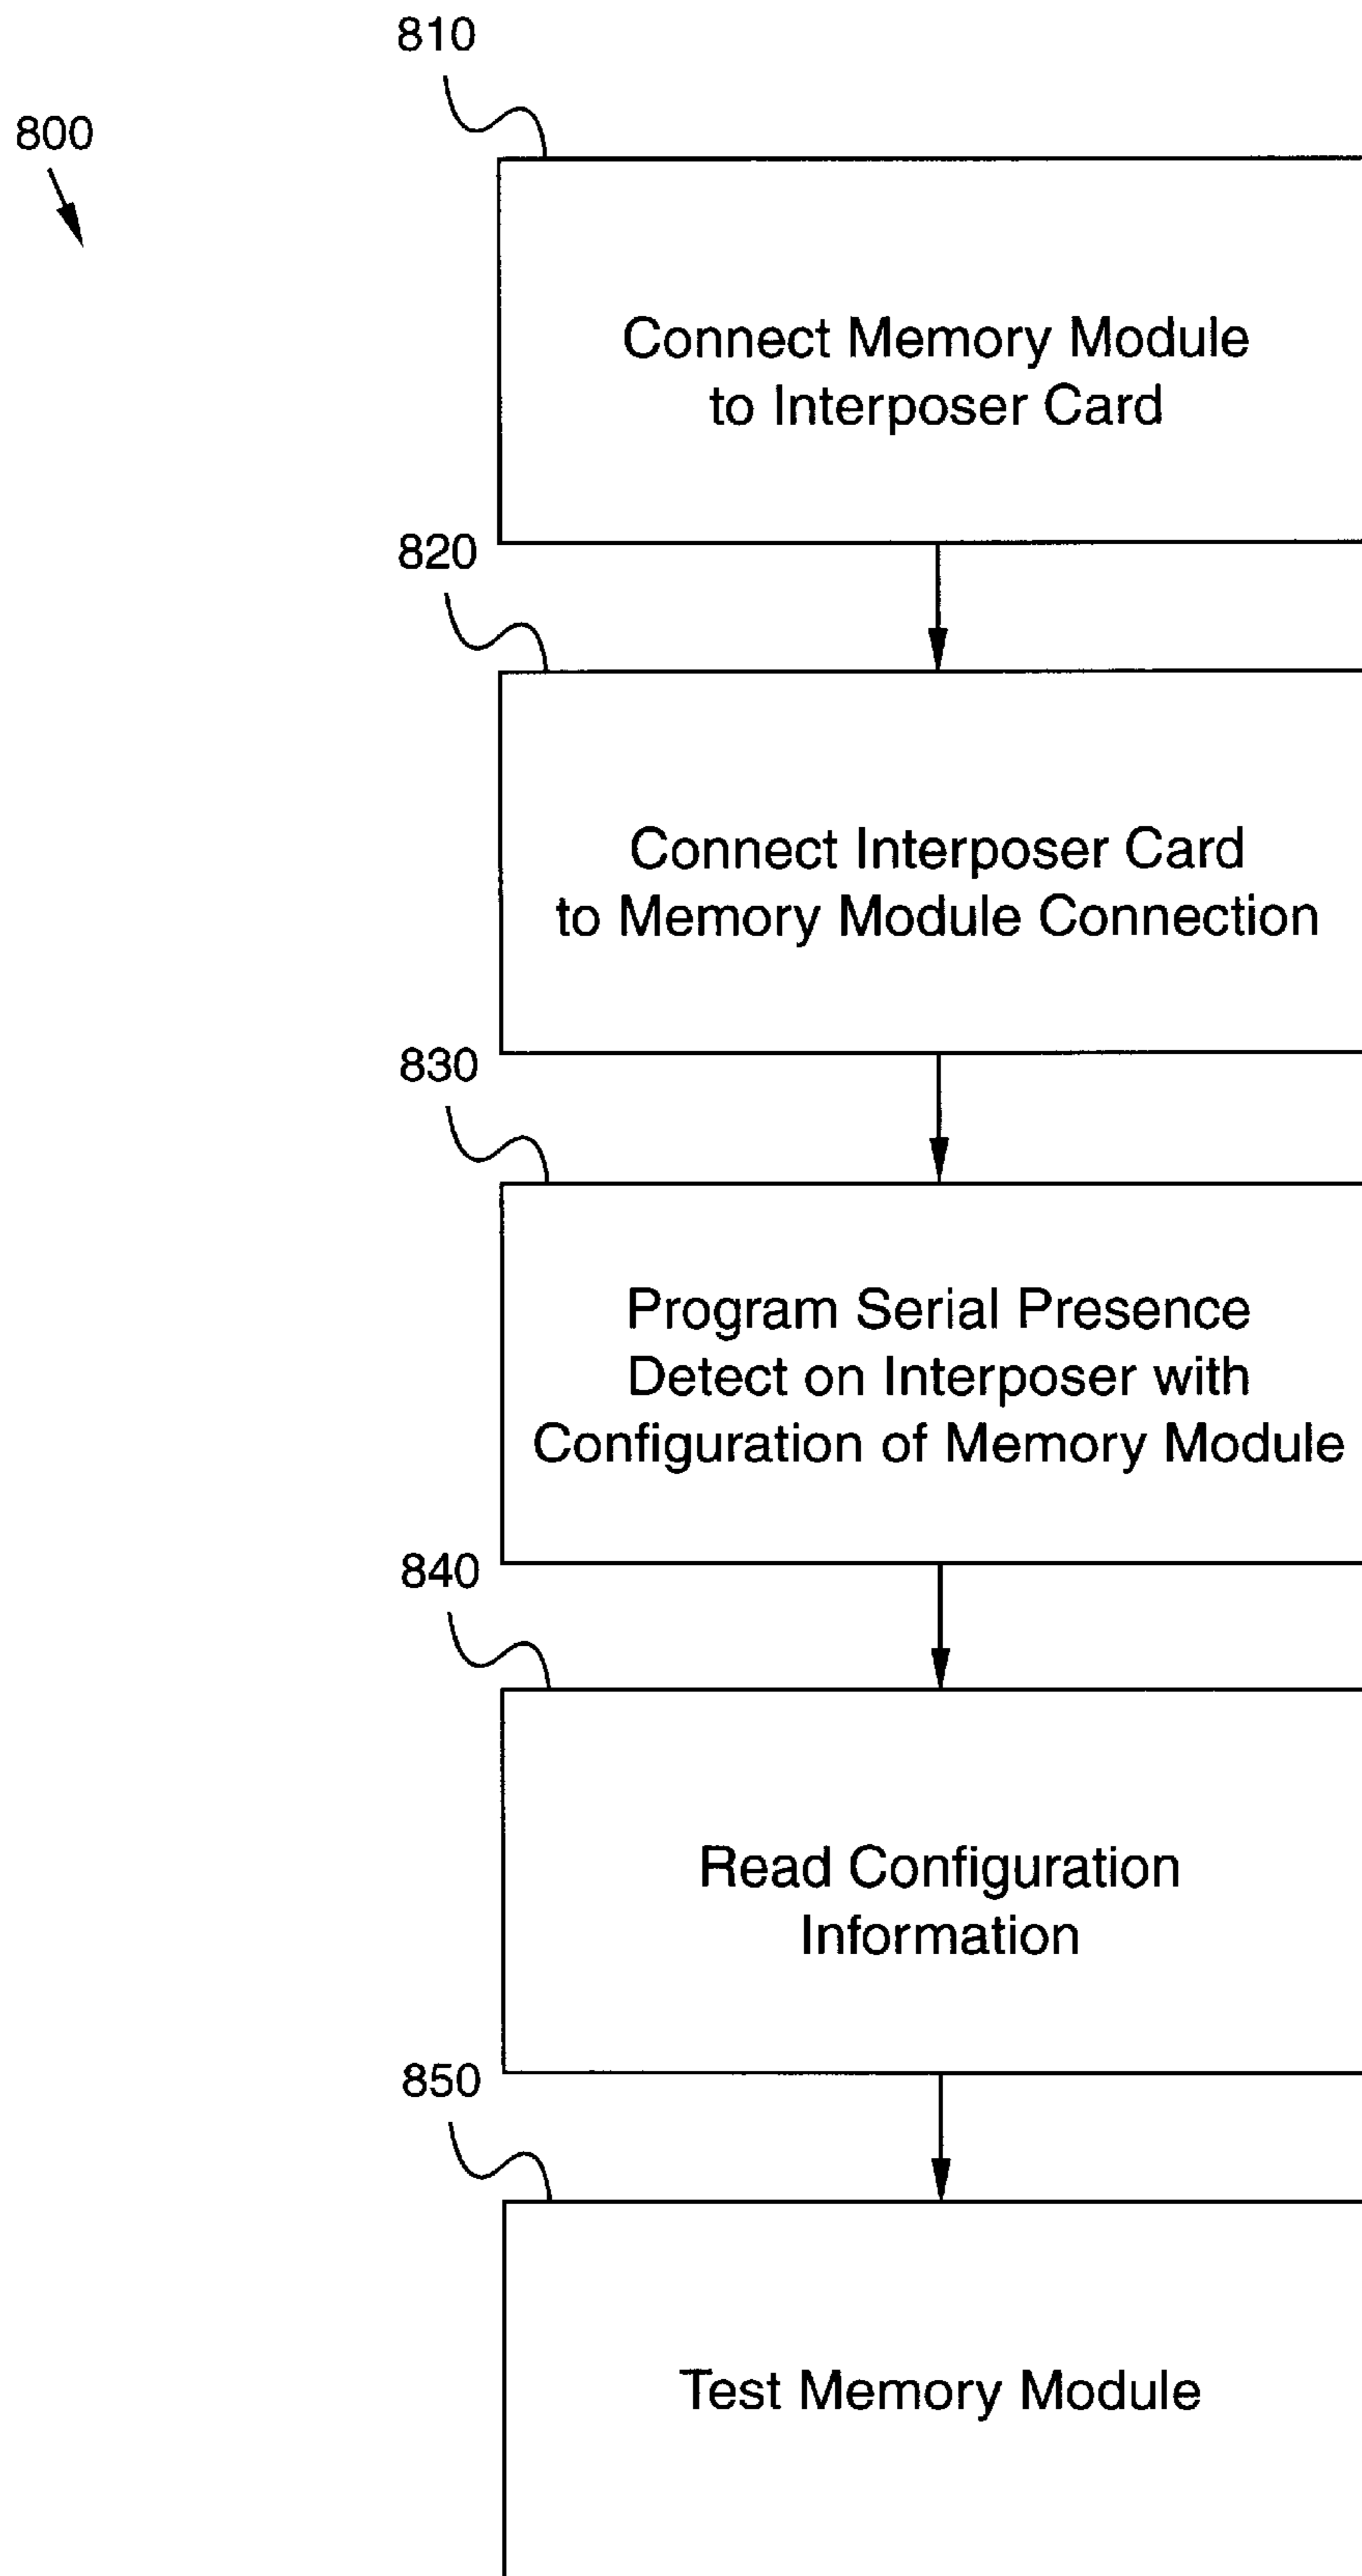 810
800
Connect Memory Module
to Interposer Card
820
Connect Interposer Card
to Memory Module Connection
830
Program Serial Presence
Detect on Interposer with
Configuration of Memory Module
840
Read Configuration
Information
850
Test Memory Module